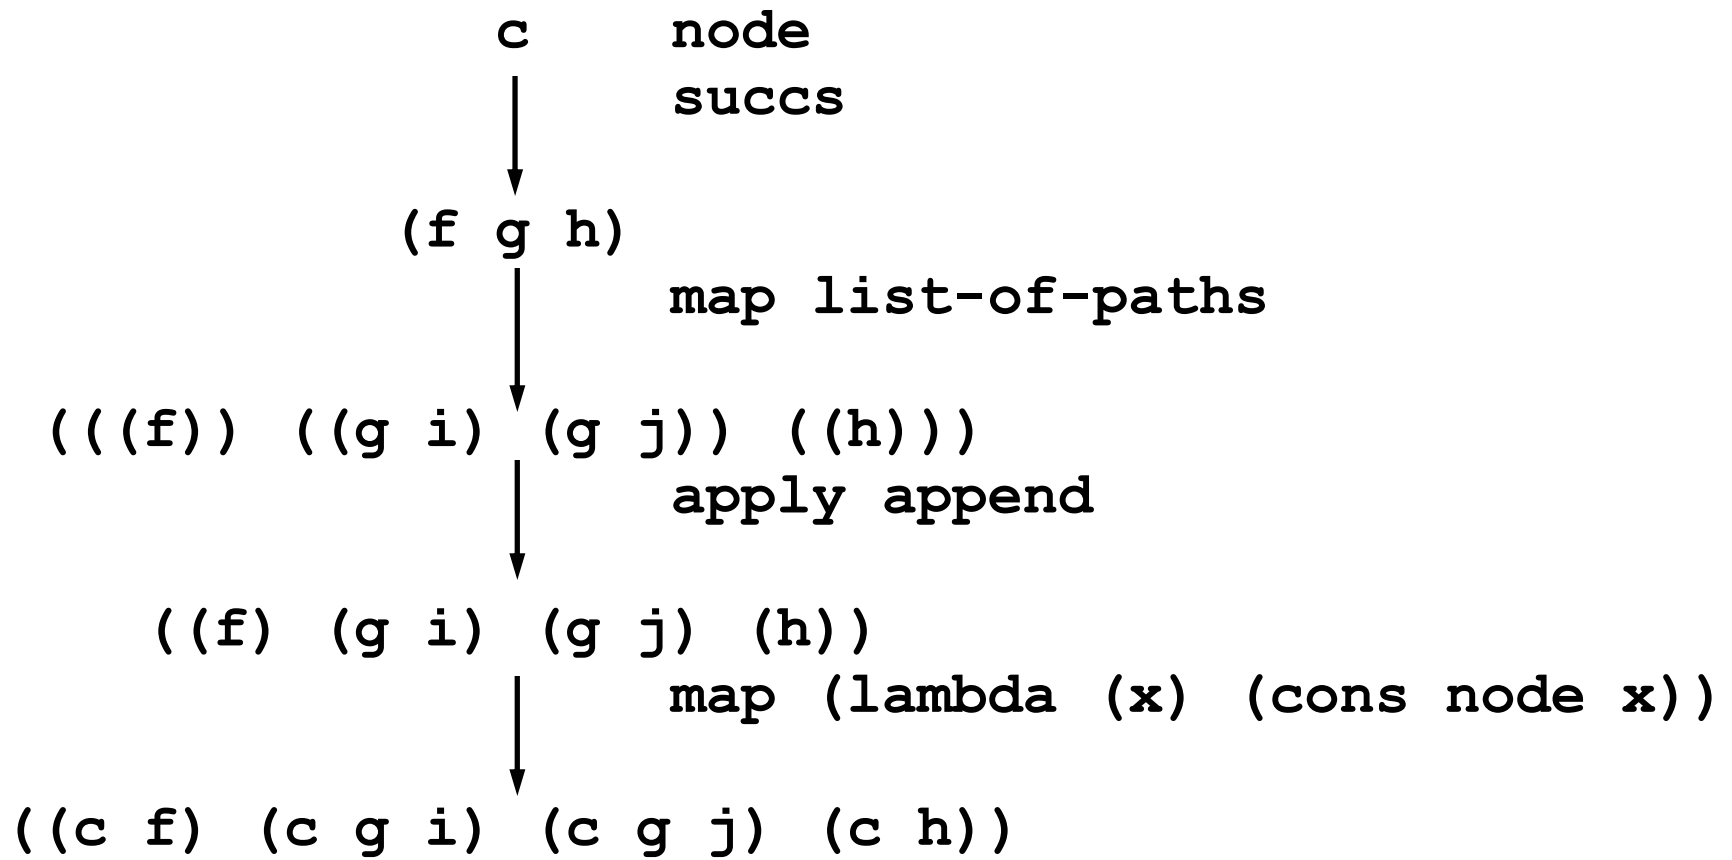 c node
succs
(f g h)
map list-of-paths
(((f)) ((g i) (g j)) ((h)))
apply append
((f) (g i) (g j) (h))
map (lambda (x) (cons node x))
((c f) (c g i) (c g j) (c h))